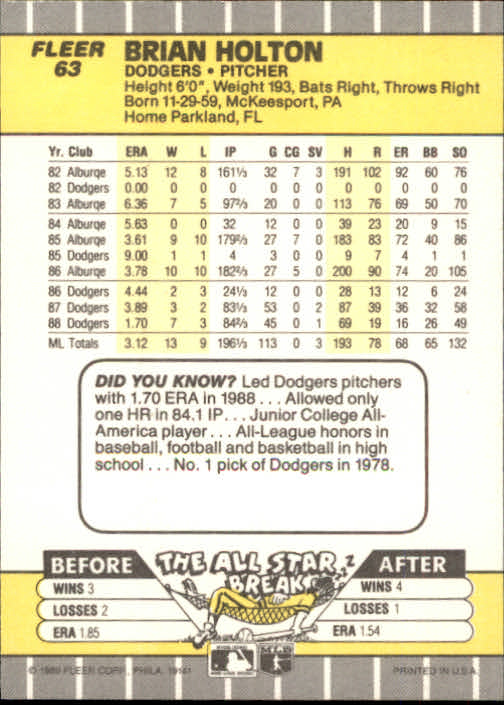 FLEER
63
BRIAN HOLTON
DODGERS • PITCHER
Height 6'0", Weight 193, Bats Right, Throws Right
Born 11-29-59, McKeesport, PA
Home Parkland, FL
Yr. Club ERA W L IP G CG SV H R ER BB SO
82 Alburqe 5.13 12 8 161⅓ 32 7 3 191 102 92 60 76
82 Dodgers 0.00 0 0 0 0 0 0 0 0 0 0 0
83 Alburqe 6.36 7 5 97⅔ 20 0 0 113 76 69 50 70
84 Alburqe 5.63 0 0 32 12 0 0 39 23 20 9 15
85 Alburqe 3.61 9 10 179⅔ 27 7 0 183 83 72 40 86
85 Dodgers 9.00 1 1 4 3 0 0 9 7 4 1 1
86 Alburqe 3.78 10 10 182⅔ 27 5 0 200 90 74 20 105
86 Dodgers 4.44 2 3 24⅓ 12 0 0 28 13 12 6 24
87 Dodgers 3.89 3 2 83⅓ 53 0 2 87 39 36 32 58
88 Dodgers 1.70 7 3 84⅔ 45 0 1 69 19 16 26 49
ML Totals 3.12 13 9 196⅓ 113 0 3 193 78 68 65 132
DID YOU KNOW? Led Dodgers pitchers
with 1.70 ERA in 1988 . . . Allowed only
one HR in 84.1 IP . . . Junior College All-
America player . . . All-League honors in
baseball, football and basketball in high
school . . . No. 1 pick of Dodgers in 1978.
BEFORE THE ALL STAR BREAK AFTER
WINS 3 WINS 4
LOSSES 2 LOSSES 1
ERA 1.85 ERA 1.54
© 1989 FLEER CORP., PHILA. 19141 PRINTED IN U.S.A.